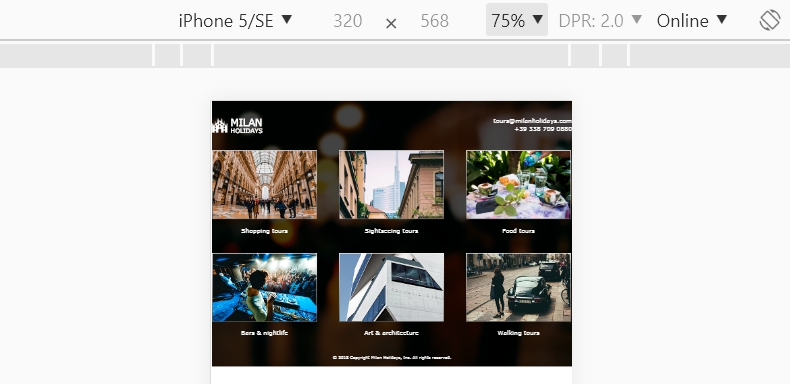 iPhone 5/SE ▼ 320 × 568 75% ▼ DPR: 2.0 ▼ Online ▼
MILAN
HOLIDAYS
tours@milanholidays.com
+39 338 709 0880
Shopping tours Sightseeing tours Food tours
Bars & nightlife Art & architecture Walking tours
© 2018 Copyright Milan Holidays, Inc. All rights reserved.